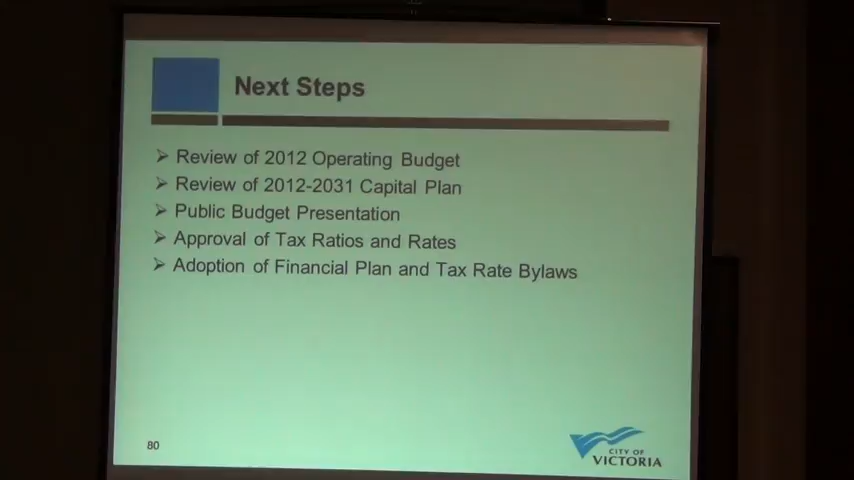 Next Steps
➢ Review of 2012 Operating Budget
➢ Review of 2012-2031 Capital Plan
➢ Public Budget Presentation
➢ Approval of Tax Ratios and Rates
➢ Adoption of Financial Plan and Tax Rate Bylaws
80
CITY OF
VICTORIA